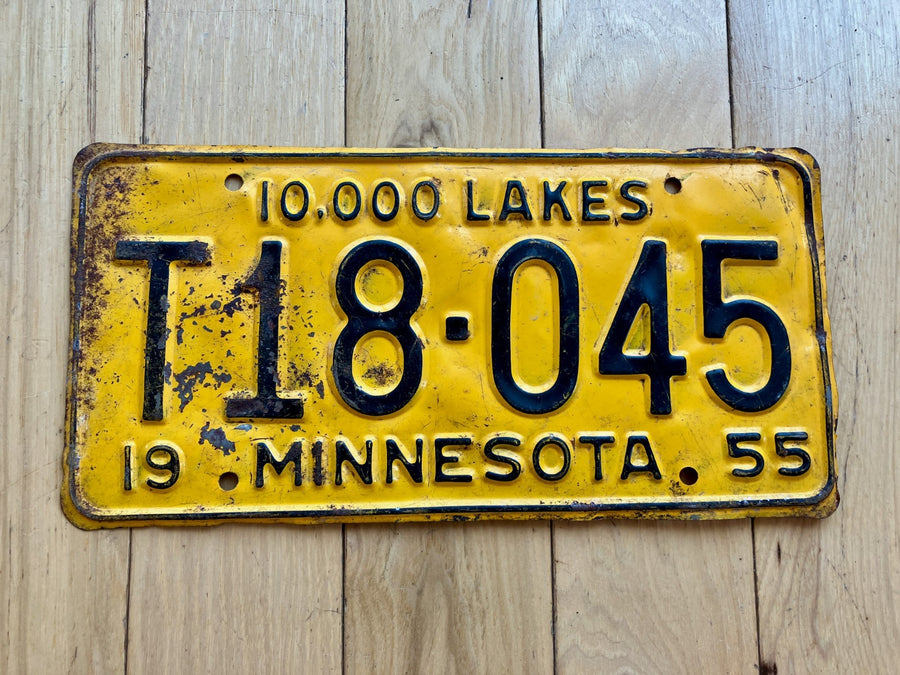 10,000 LAKES
T18·045
19 MINNESOTA 55